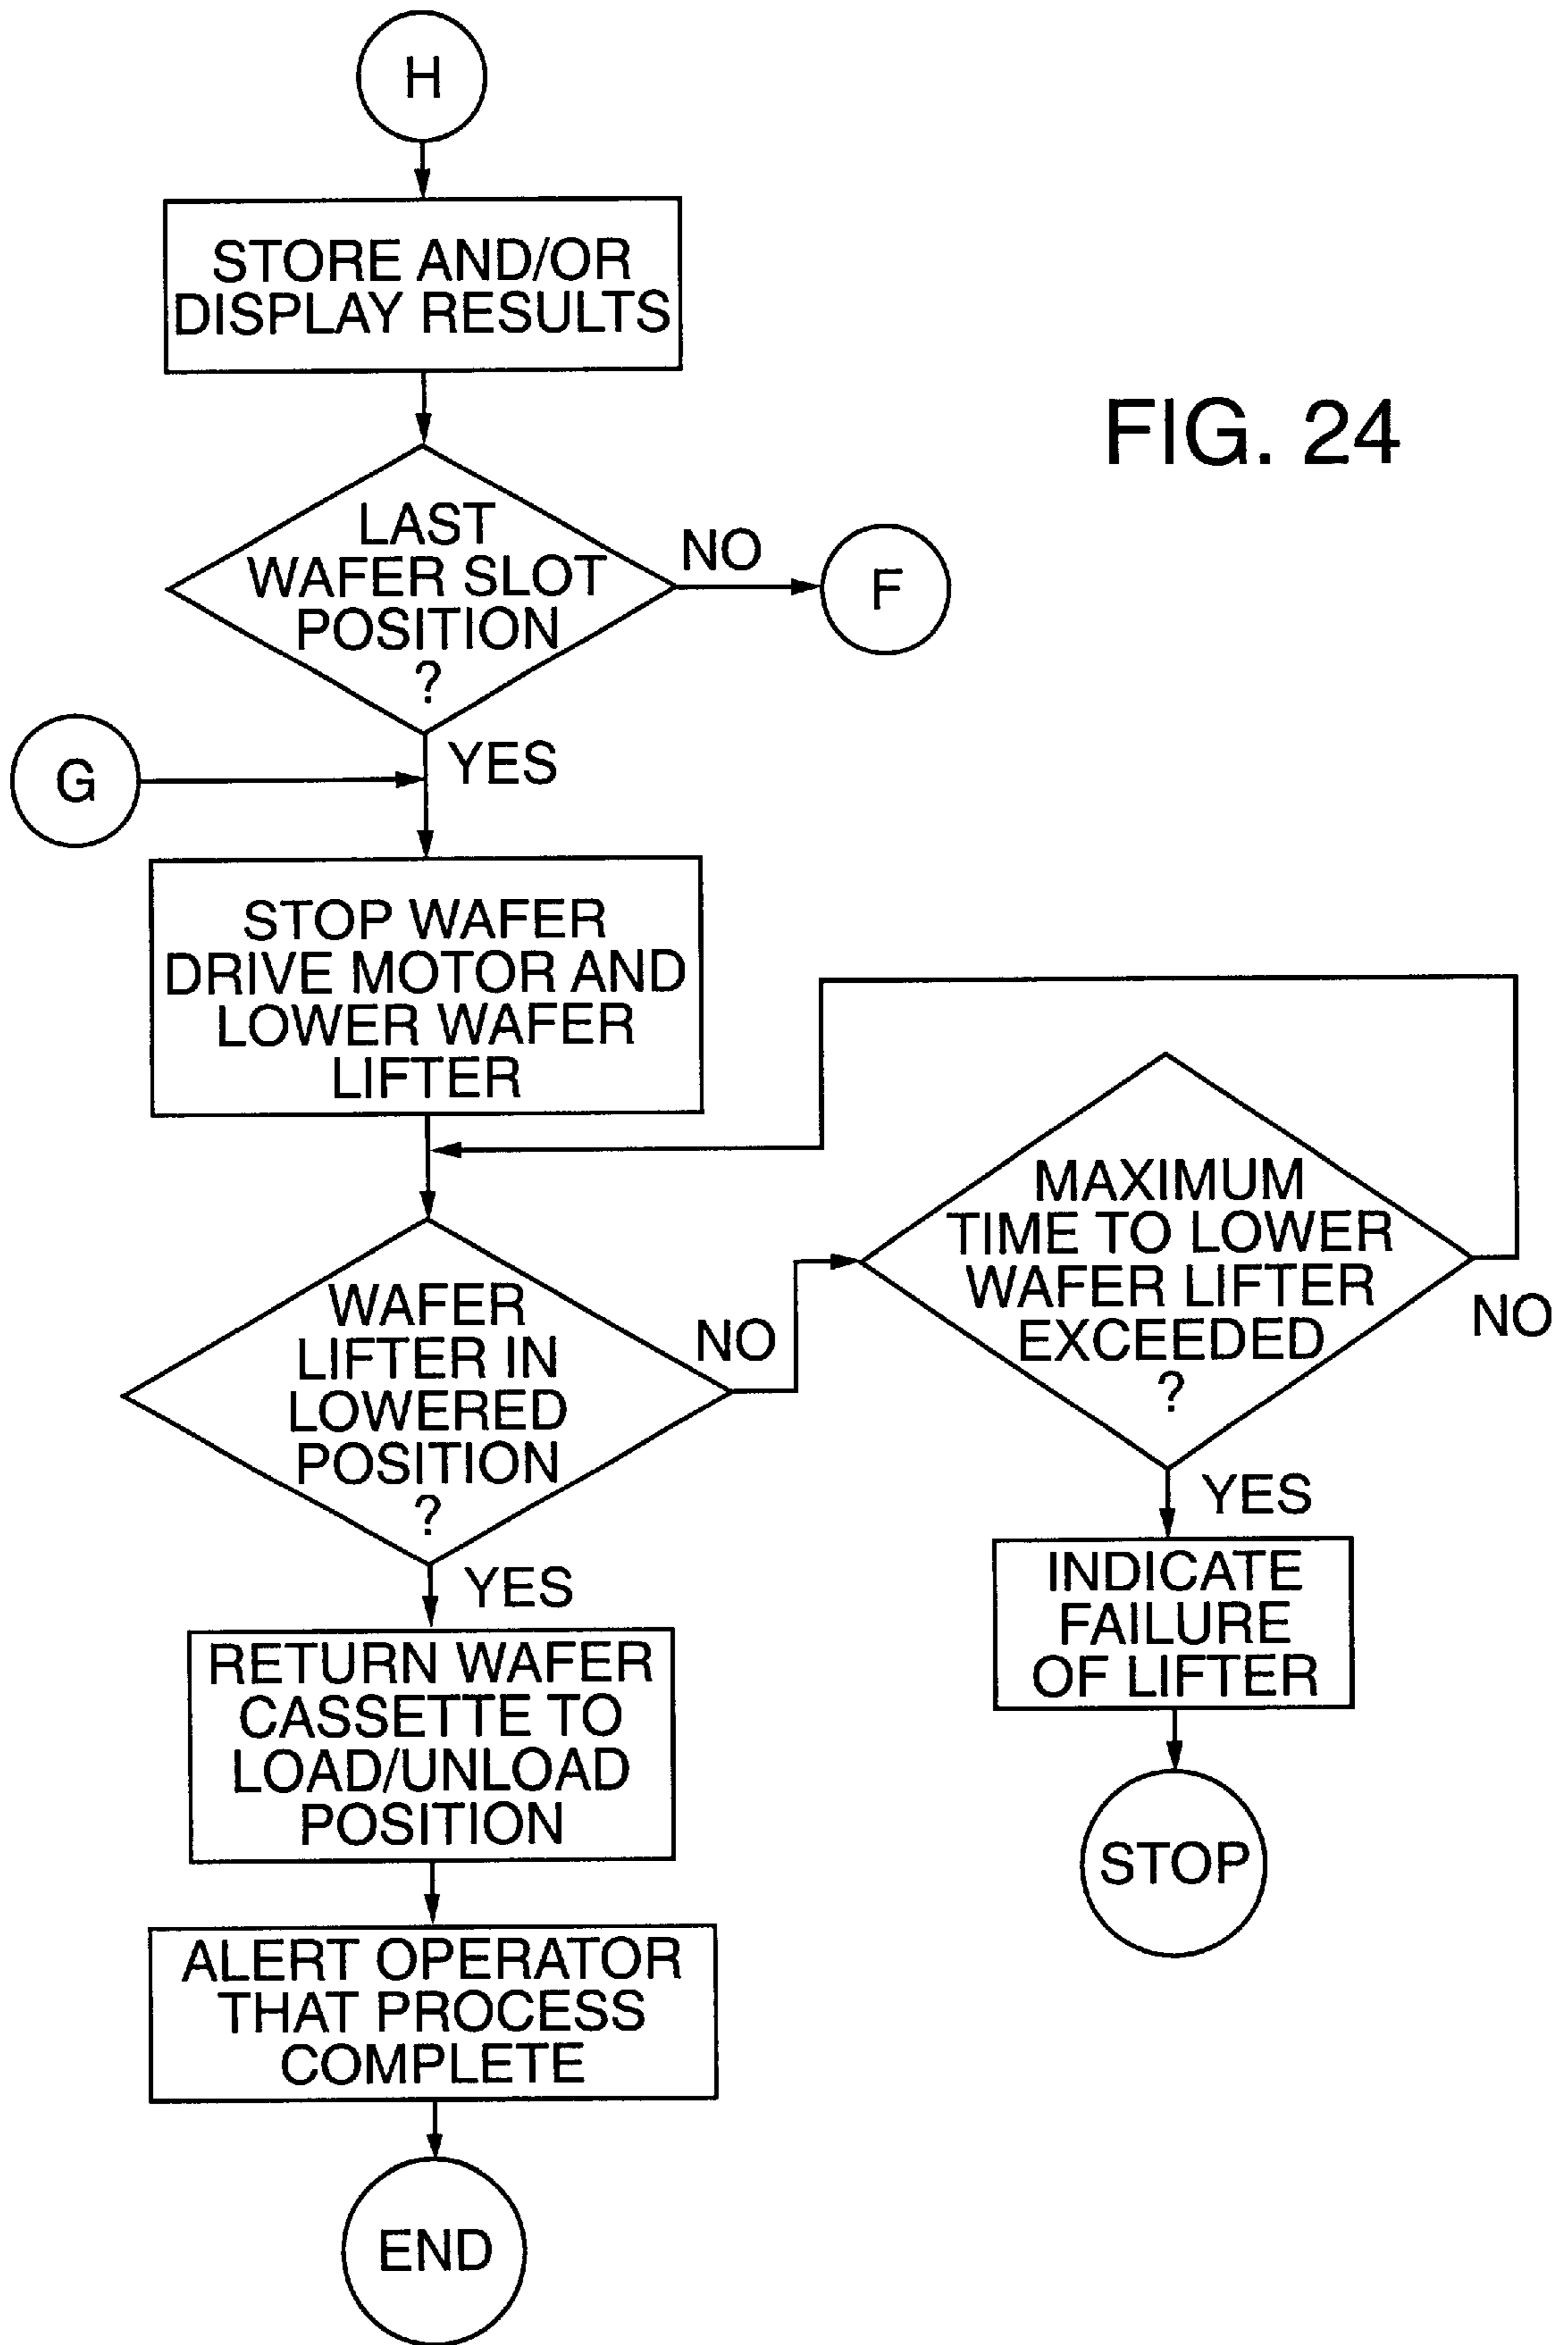 H
STORE AND/OR
DISPLAY RESULTS
FIG. 24
LAST
WAFER SLOT
POSITION
?
NO
F
G
YES
STOP WAFER
DRIVE MOTOR AND
LOWER WAFER
LIFTER
MAXIMUM
TIME TO LOWER
WAFER LIFTER
EXCEEDED
?
NO
WAFER
LIFTER IN
LOWERED
POSITION
?
NO
YES
INDICATE
FAILURE
OF LIFTER
STOP
YES
RETURN WAFER
CASSETTE TO
LOAD/UNLOAD
POSITION
ALERT OPERATOR
THAT PROCESS
COMPLETE
END